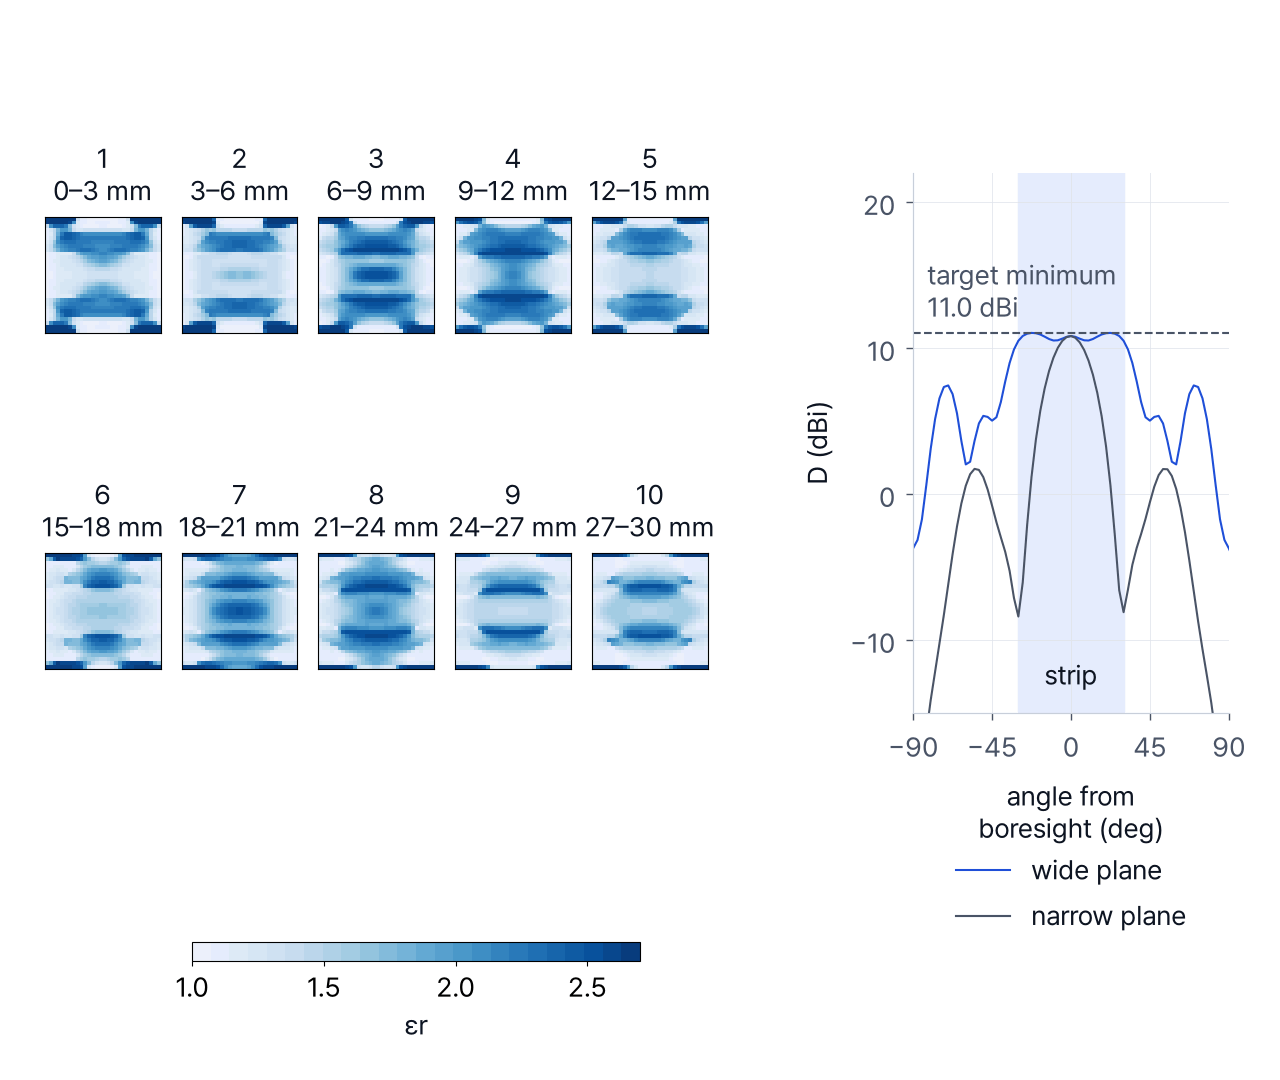 1
0–3 mm
2
3–6 mm
3
6–9 mm
4
9–12 mm
5
12–15 mm
6
15–18 mm
7
18–21 mm
8
21–24 mm
9
24–27 mm
10
27–30 mm
1.0
1.5
2.0
2.5
εr
20
10
0
−10
D (dBi)
target minimum
11.0 dBi
strip
−90
−45
0
45
90
angle from
boresight (deg)
wide plane
narrow plane